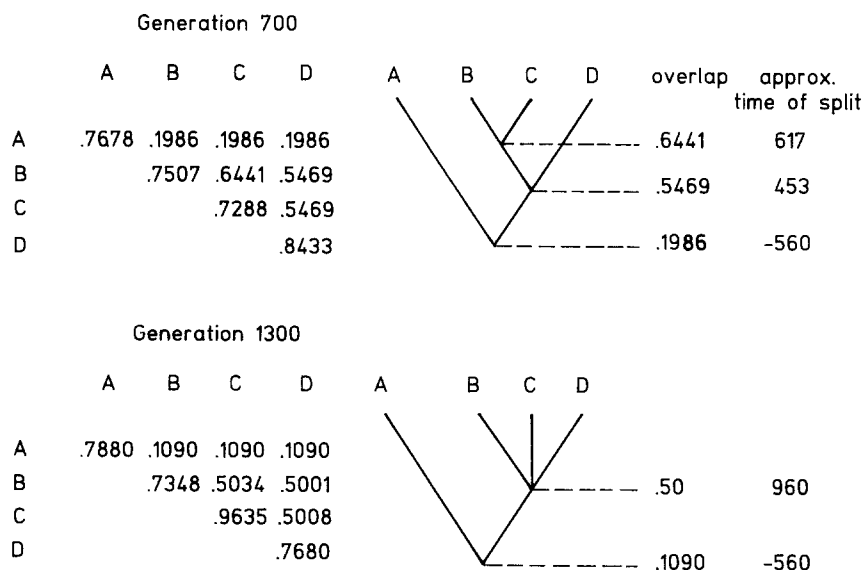 Generation 700
A B C D A B C D overlap approx.
time of split
A .7678 .1986 .1986 .1986
.6441 617
B .7507 .6441 .5469
.5469 453
C .7288 .5469
D .8433
.1986 -560
Generation 1300
A B C D A B C D
A .7880 .1090 .1090 .1090
B .7348 .5034 .5001
.50 960
C .9635 .5008
D .7680
.1090 -560